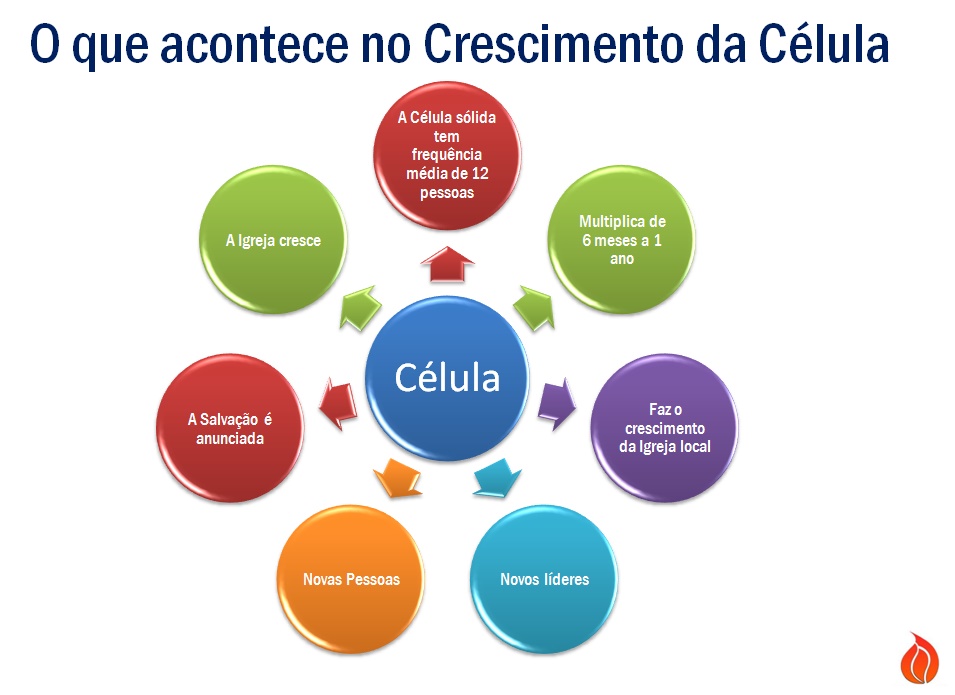 O que acontece no Crescimento da Célula
A Célula sólida
tem
frequência
média de 12
pessoas
Multiplica de
6 meses a 1
ano
Faz o
crescimento
da Igreja local
Novos líderes
Novas Pessoas
A Salvação é
anunciada
A Igreja cresce
Célula